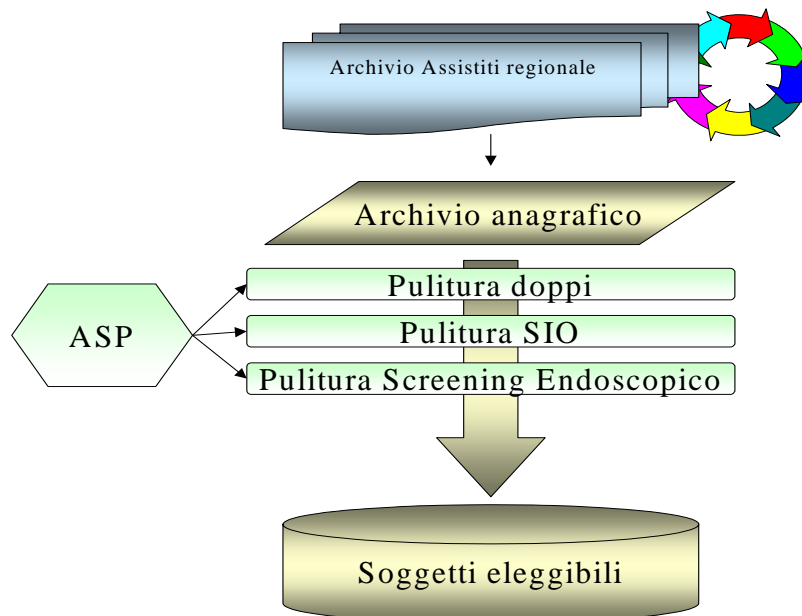 Archivio Assistiti regionale
Archivio anagrafico
Pulitura doppi
ASP
Pulitura SIO
Pulitura Screening Endoscopico
Soggetti eleggibili